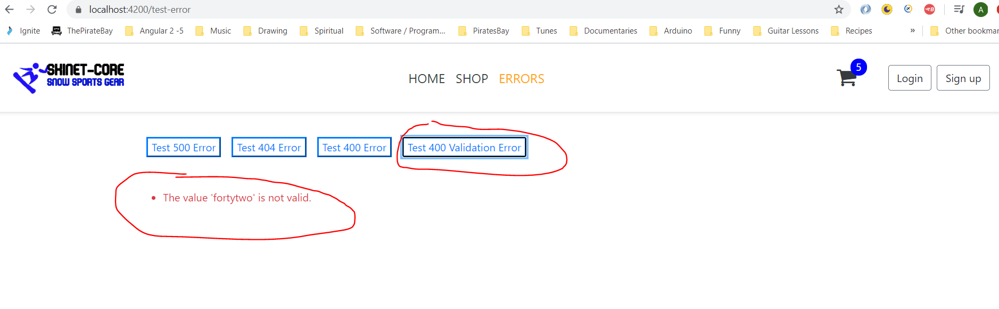 localhost:4200/test-error
A
Ignite ThePirateBay Angular 2 -5 Music Drawing Spiritual Software / Program... PiratesBay Tunes Documentaries Arduino Funny Guitar Lessons Recipes » Other bookmar
SHINET-CORE
SNOW SPORTS GEAR
HOME SHOP ERRORS
5
Login Sign up
Test 500 Error Test 404 Error Test 400 Error Test 400 Validation Error
• The value 'fortytwo' is not valid.